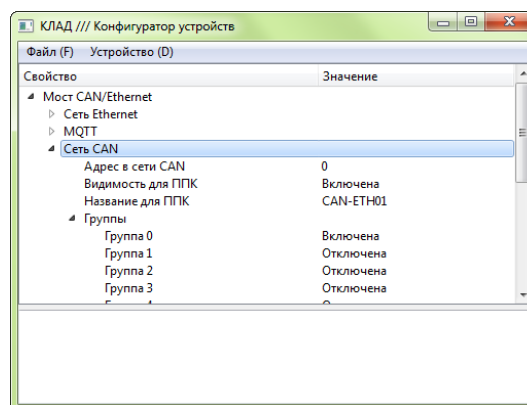 КЛАД /// Конфигуратор устройств
Файл (F) Устройство (D)
Свойство Значение
Мост CAN/Ethernet
Сеть Ethernet
MQTT
Сеть CAN
Адрес в сети CAN 0
Видимость для ППК Включена
Название для ППК CAN-ETH01
Группы
Группа 0 Включена
Группа 1 Отключена
Группа 2 Отключена
Группа 3 Отключена